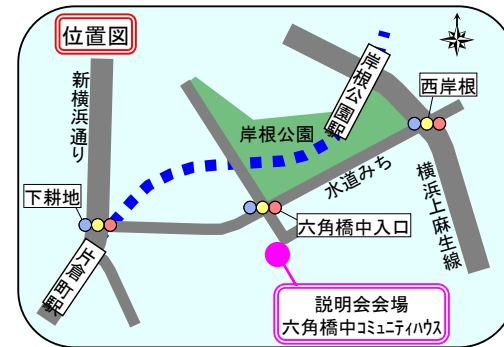 位置図
新横浜通り
岸根公園駅
西岸根
岸根公園
水道みち
横浜上麻生線
下耕地
六角橋中入口
片倉町駅
説明会会場
六角橋中ｺﾐｭﾆﾃｨﾊｳｽ